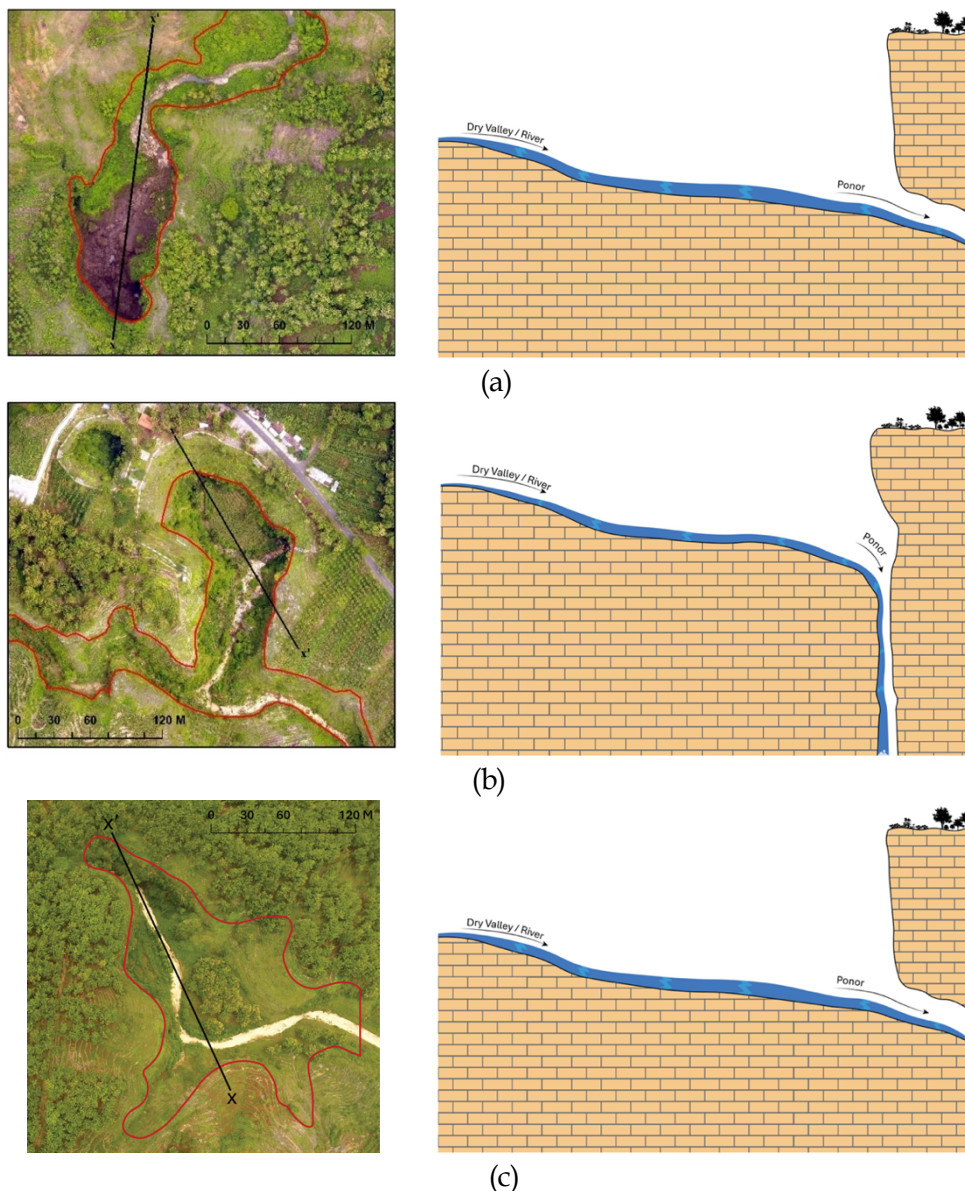 x'
x
0 30 60 120 M
Dry Valley / River
Ponor
(a)
x
x'
0 30 60 120 M
Dry Valley / River
Ponor
(b)
X'
0 30 60 120 M
X
Dry Valley / River
Ponor
(c)